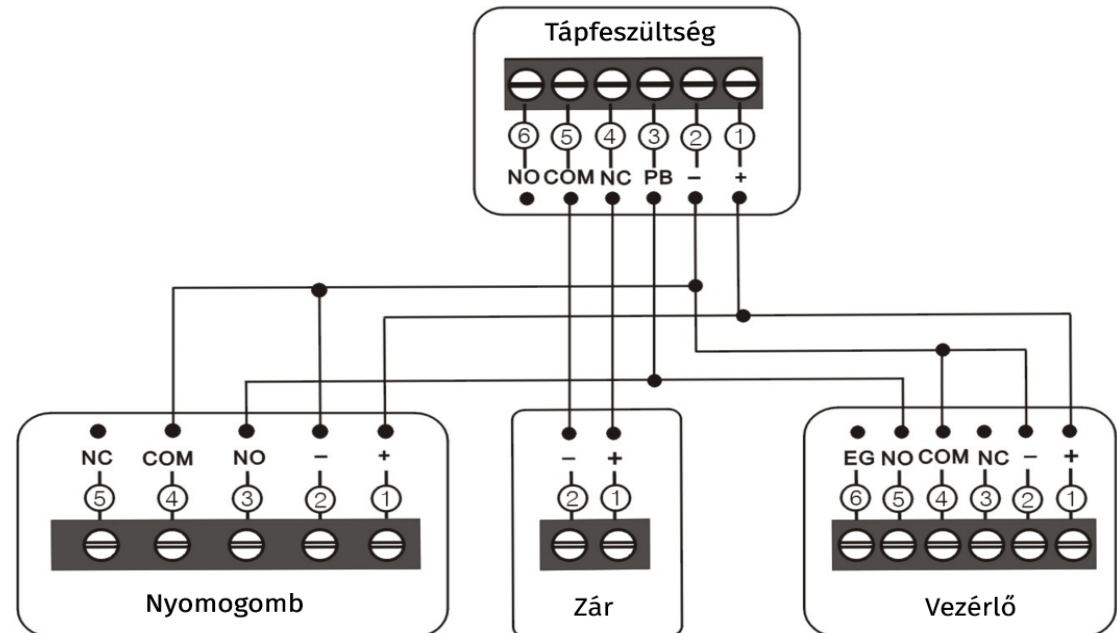 Tápfeszültség
6 5 4 3 2 1
NO COM NC PB − +
NC COM NO − +
5 4 3 2 1
Nyomogomb
− +
2 1
Zár
EG NO COM NC − +
6 5 4 3 2 1
Vezérlő